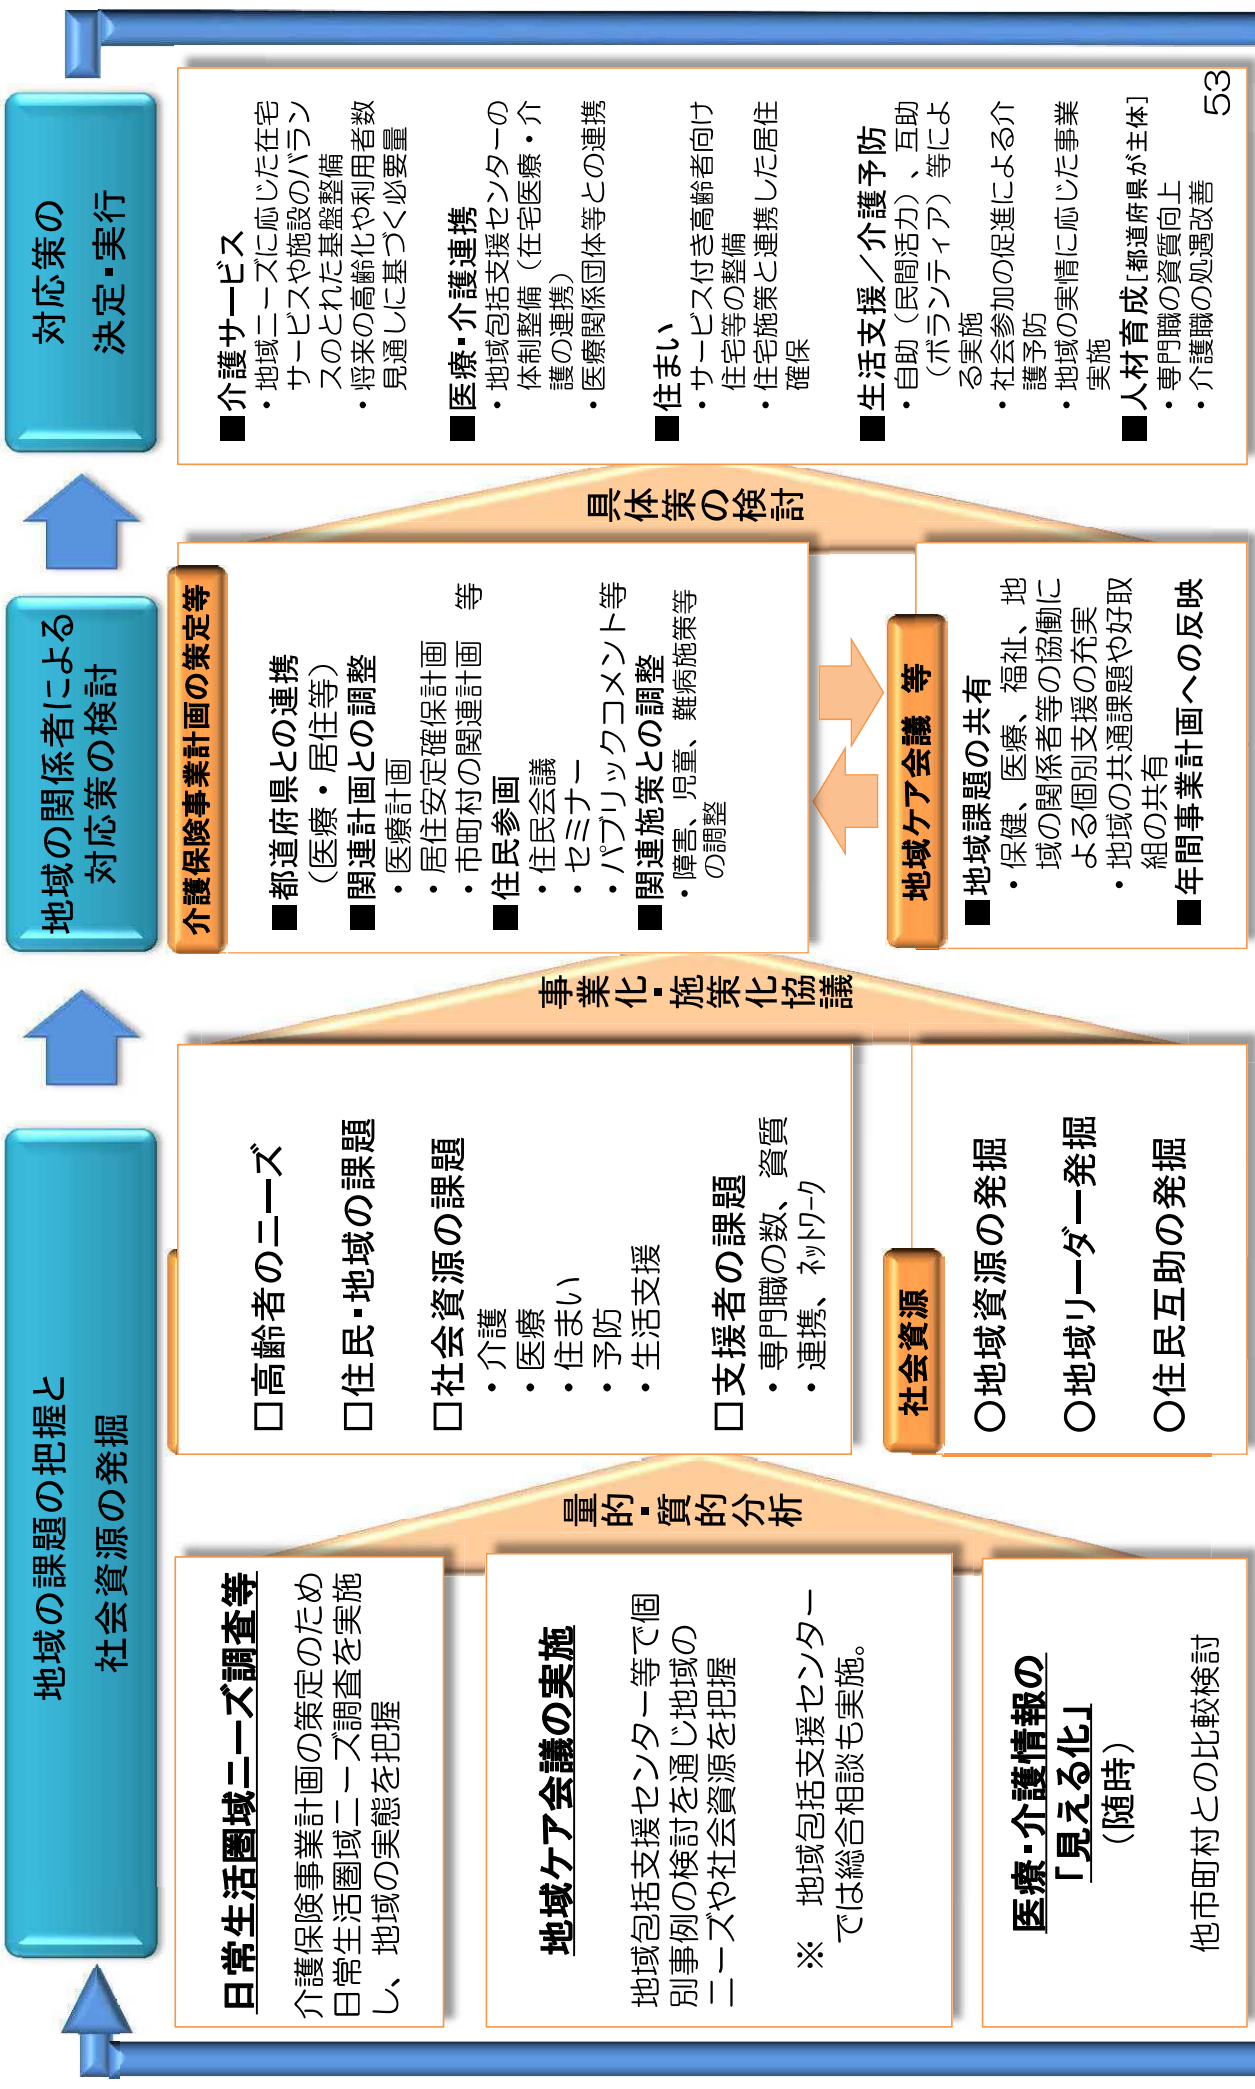 地域の課題の把握と
社会資源の発掘
地域の関係者による
対応策の検討
対応策の
決定・実行
日常生活圏域ニーズ調査等
介護保険事業計画の策定のため
日常生活圏域ニーズ調査を実施
し、地域の実態を把握
地域ケア会議の実施
地域包括支援センター等で個
別事例の検討を通じ地域の
ニーズや社会資源を把握
※ 地域包括支援センター
では総合相談も実施。
医療・介護情報の
「見える化」
（随時）
他市町村との比較検討
量的・質的分析
□高齢者のニーズ
□住民・地域の課題
□社会資源の課題
・介護
・医療
・住まい
・予防
・生活支援
□支援者の課題
・専門職の数、資質
・連携、ネットワーク
社会資源
○地域資源の発掘
○地域リーダー発掘
○住民互助の発掘
事業化・施策化協議
介護保険事業計画の策定等
■都道府県との連携
（医療・居住等）
■関連計画との調整
・医療計画
・居住安定確保計画
・市町村の関連計画 等
■住民参画
・住民会議
・セミナー
・パブリックコメント等
■関連施策との調整
・障害、児童、難病施策等
の調整
地域ケア会議 等
■地域課題の共有
・保健、医療、福祉、地
域の関係者等の協働に
よる個別支援の充実
・地域の共通課題や好取
組の共有
■年間事業計画への反映
具体策の検討
■介護サービス
・地域ニーズに応じた在宅
サービスや施設のバラン
スのとれた基盤整備
・将来の高齢化や利用者数
見通しに基づく必要量
■医療・介護連携
・地域包括支援センターの
体制整備（在宅医療・介
護の連携）
・医療関係団体等との連携
■住まい
・サービス付き高齢者向け
住宅等の整備
・住宅施策と連携した居住
確保
■生活支援／介護予防
・自助（民間活力）、互助
（ボランティア）等によ
る実施
・社会参加の促進による介
護予防
・地域の実情に応じた事業
実施
■人材育成[都道府県が主体]
・専門職の資質向上
・介護職の処遇改善
53